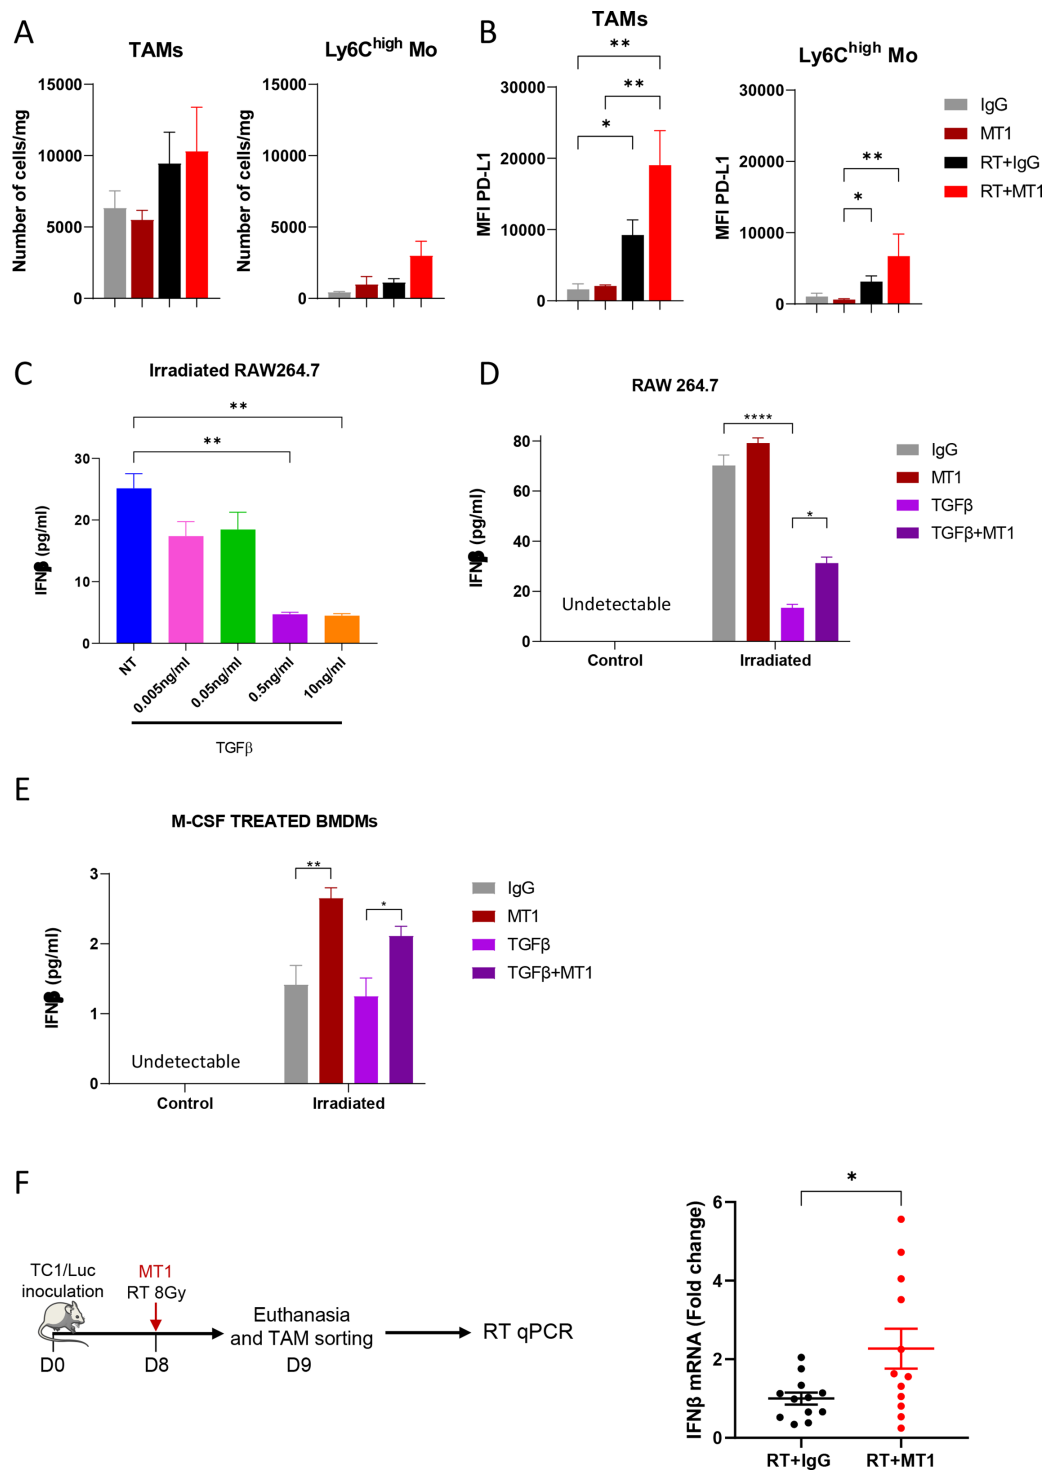 A
TAMs
Ly6Chigh Mo
Number of cells/mg
15000
10000
5000
0
Number of cells/mg
15000
10000
5000
0
B
TAMs
Ly6Chigh Mo
MFI PD-L1
30000
20000
10000
0
**
**
*
MFI PD-L1
30000
20000
10000
0
**
*
IgG
MT1
RT+IgG
RT+MT1
C
Irradiated RAW264.7
**
**
IFNβ (pg/ml)
30
20
10
0
NT
0.005ng/ml
0.05ng/ml
0.5ng/ml
10ng/ml
TGFβ
D
RAW 264.7
IFNβ (pg/ml)
80
60
40
20
0
****
*
Undetectable
Control
Irradiated
IgG
MT1
TGFβ
TGFβ+MT1
E
M-CSF TREATED BMDMs
IFNβ (pg/ml)
3
2
1
0
**
*
Undetectable
Control
Irradiated
IgG
MT1
TGFβ
TGFβ+MT1
F
TC1/Luc
inoculation
MT1
RT 8Gy
D0
D8
Euthanasia
and TAM sorting
D9
RT qPCR
IFNβ mRNA (Fold change)
6
4
2
0
*
RT+IgG
RT+MT1